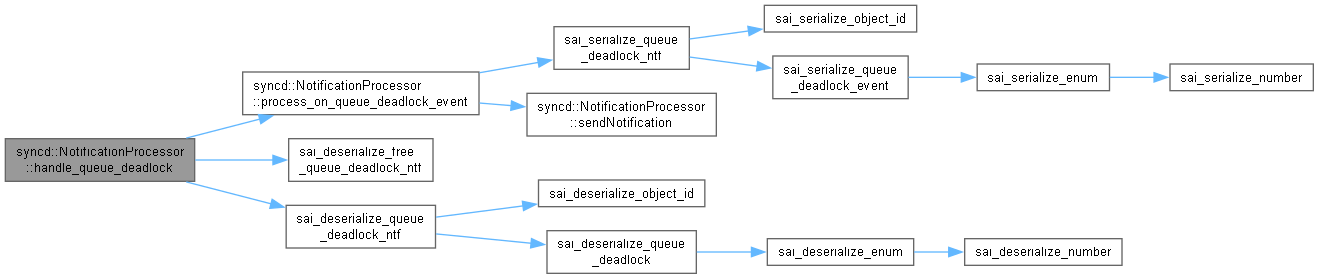 syncd::NotificationProcessor
::handle_queue_deadlock
syncd::NotificationProcessor
::process_on_queue_deadlock_event
sai_serialize_queue
_deadlock_ntf
sai_serialize_object_id
sai_serialize_queue
_deadlock_event
sai_serialize_enum
sai_serialize_number
syncd::NotificationProcessor
::sendNotification
sai_deserialize_free
_queue_deadlock_ntf
sai_deserialize_queue
_deadlock_ntf
sai_deserialize_object_id
sai_deserialize_queue
_deadlock
sai_deserialize_enum
sai_deserialize_number